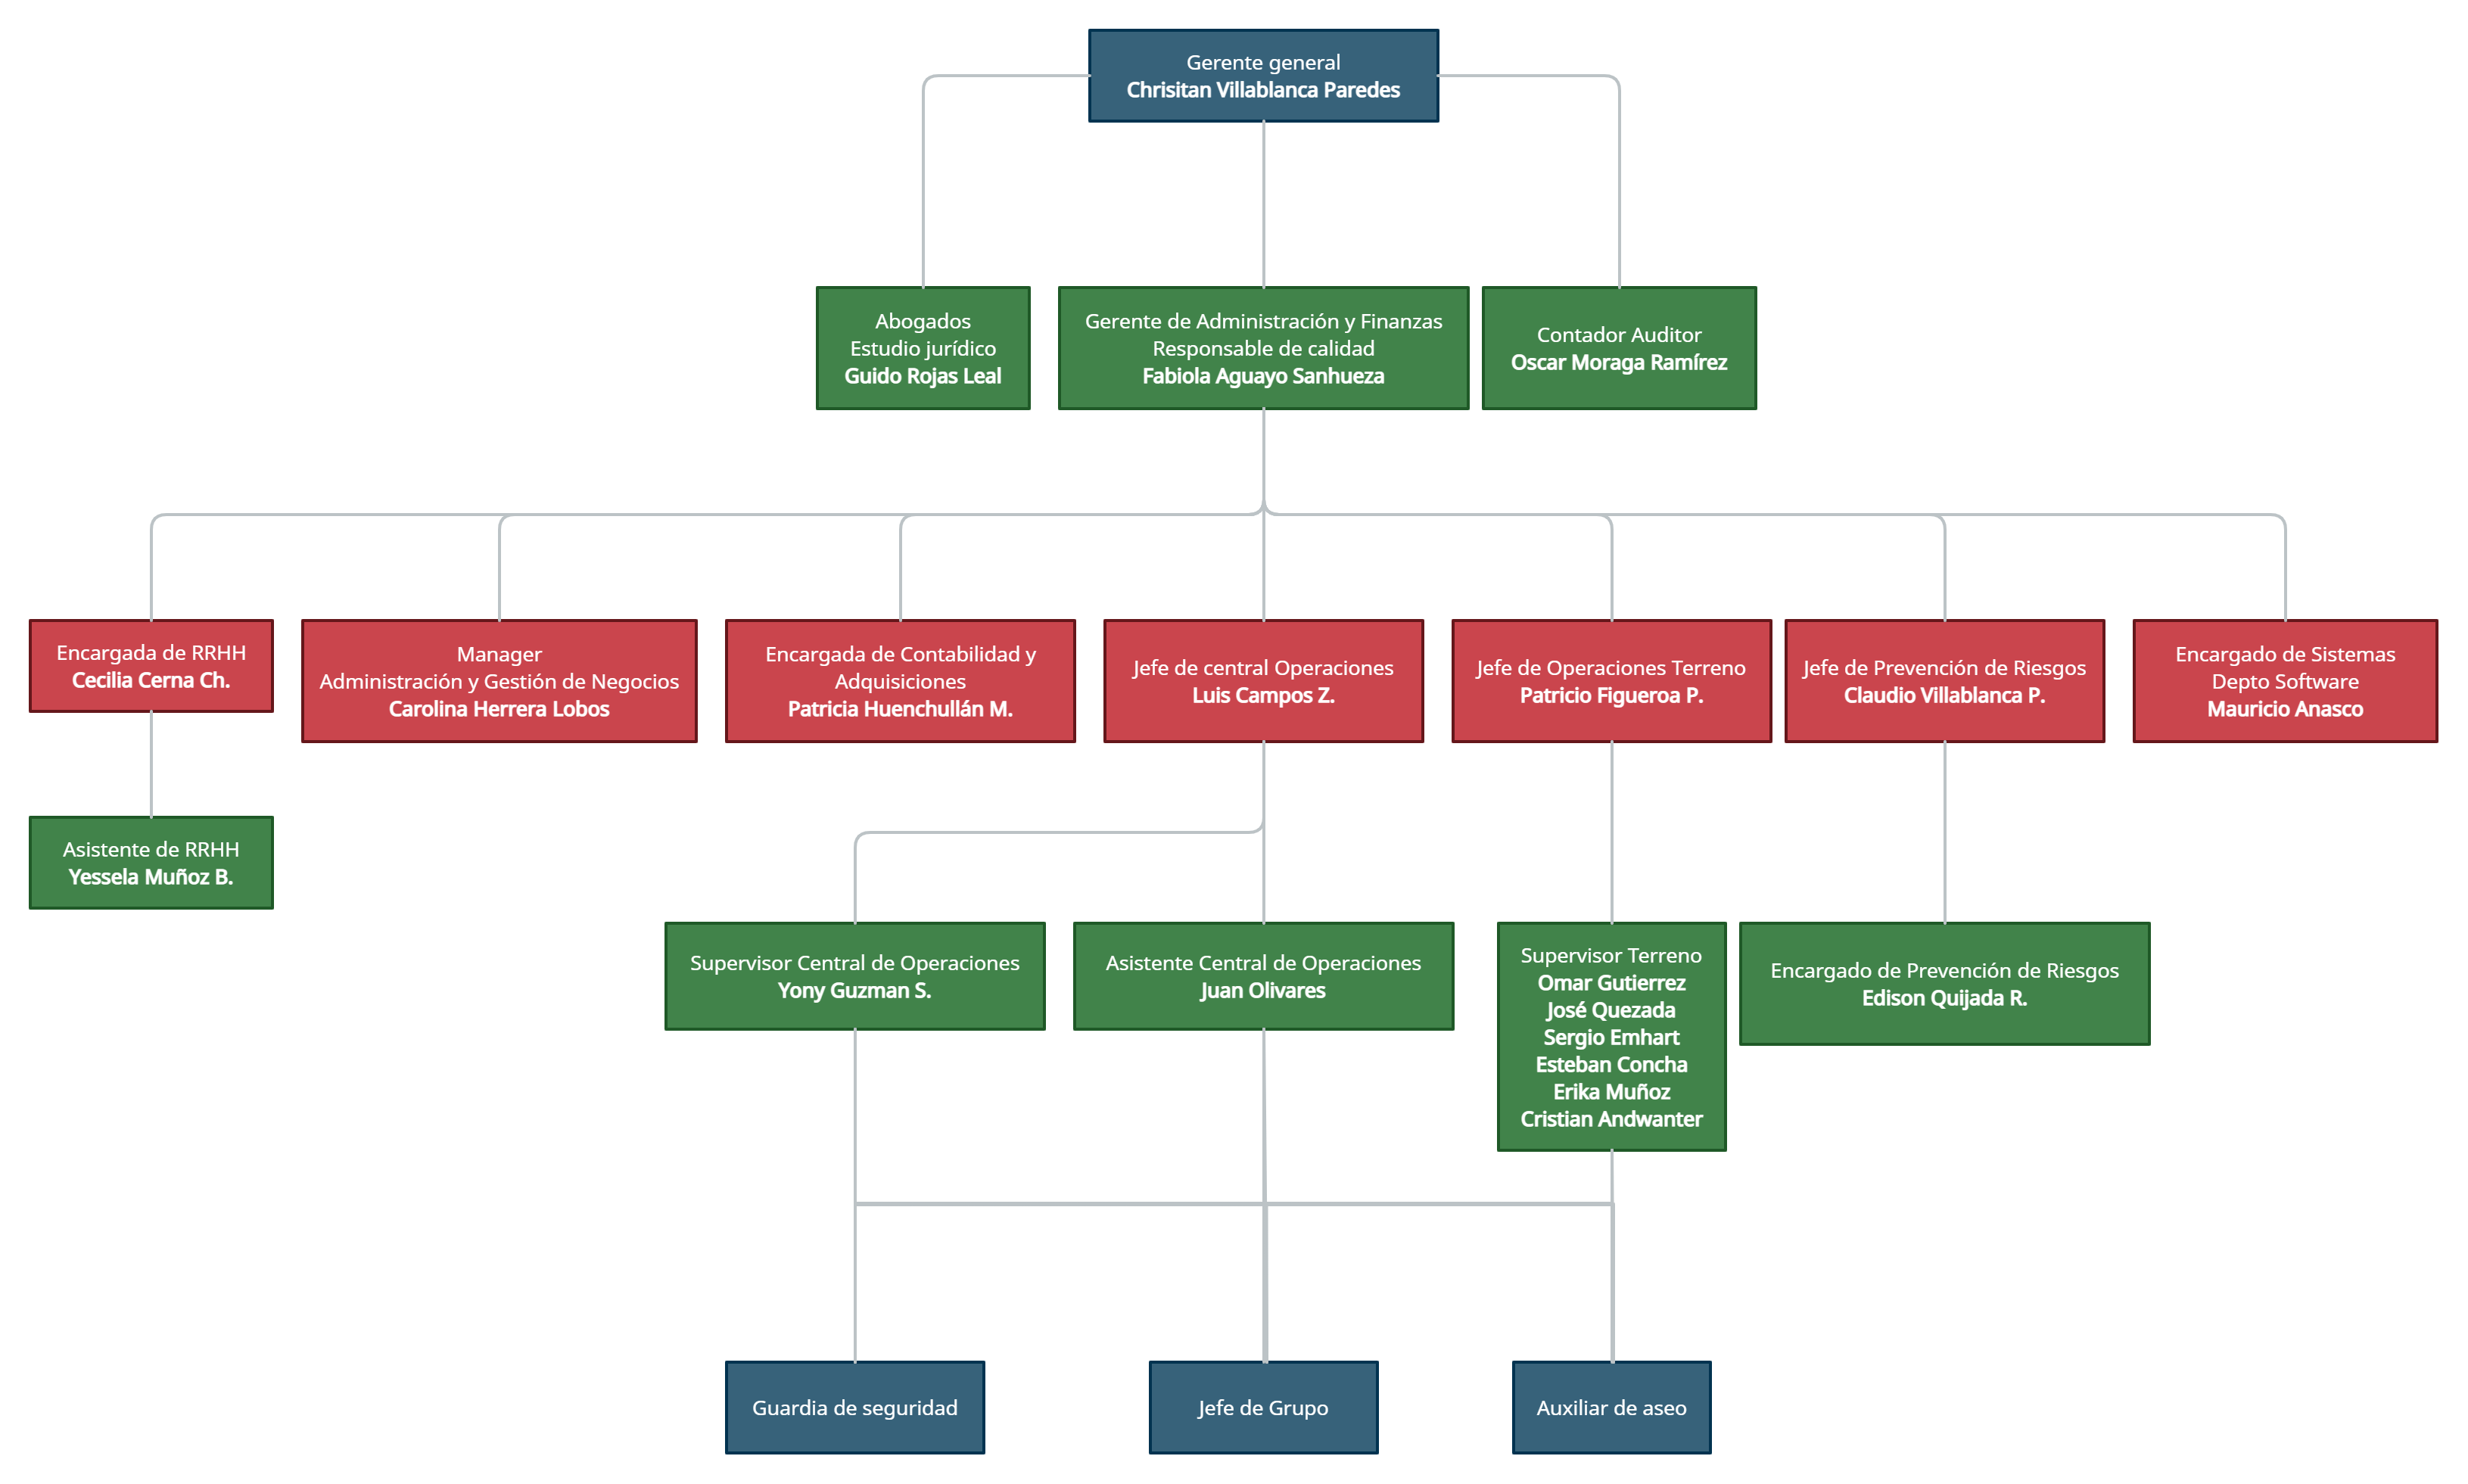 Gerente general
Chrisitan Villablanca Paredes
Abogados
Estudio jurídico
Guido Rojas Leal
Gerente de Administración y Finanzas
Responsable de calidad
Fabiola Aguayo Sanhueza
Contador Auditor
Oscar Moraga Ramírez
Encargada de RRHH
Cecilia Cerna Ch.
Manager
Administración y Gestión de Negocios
Carolina Herrera Lobos
Encargada de Contabilidad y
Adquisiciones
Patricia Huenchullán M.
Jefe de central Operaciones
Luis Campos Z.
Jefe de Operaciones Terreno
Patricio Figueroa P.
Jefe de Prevención de Riesgos
Claudio Villablanca P.
Encargado de Sistemas
Depto Software
Mauricio Anasco
Asistente de RRHH
Yessela Muñoz B.
Supervisor Central de Operaciones
Yony Guzman S.
Asistente Central de Operaciones
Juan Olivares
Supervisor Terreno
Omar Gutierrez
José Quezada
Sergio Emhart
Esteban Concha
Erika Muñoz
Cristian Andwanter
Encargado de Prevención de Riesgos
Edison Quijada R.
Guardia de seguridad
Jefe de Grupo
Auxiliar de aseo